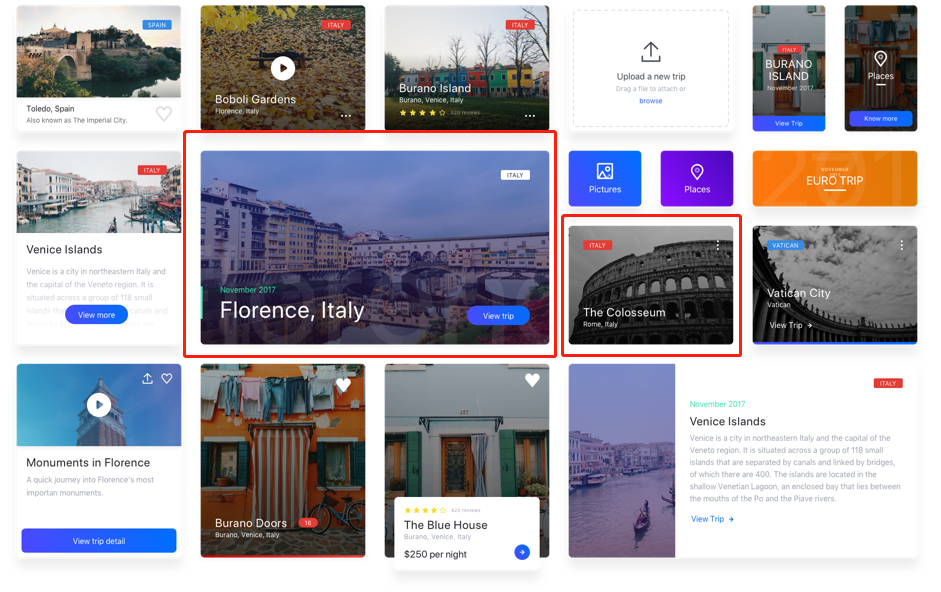 SPAIN
Toledo, Spain
Also known as The Imperial City.
ITALY
Boboli Gardens
Florence, Italy
ITALY
Burano Island
Burano, Venice, Italy
620 reviews
Upload a new trip
Drag a file to attach or
browse
ITALY
BURANO
ISLAND
November 2017
View Trip
Places
Know more
ITALY
Venice Islands
Venice is a city in northeastern Italy and
the capital of the Veneto region. It is
situated across a group of 118 small
islands that
canals and
View more
ITALY
November 2017
Florence, Italy
View trip
Pictures
Places
NOVEMBER
EURO TRIP
ITALY
The Colosseum
Rome, Italy
VATICAN
Vatican City
Vatican
View Trip
Monuments in Florence
A quick journey into Florence's most
importan monuments.
View trip detail
Burano Doors 16
Burano, Venice, Italy
620 reviews
The Blue House
Burano, Venice, Italy
$250 per night
ITALY
November 2017
Venice Islands
Venice is a city in northeastern Italy and the capital of the
Veneto region. It is situated across a group of 118 small
islands that are separated by canals and linked by bridges,
of which there are 400. The islands are located in the
shallow Venetian Lagoon, an enclosed bay that lies between
the mouths of the Po and the Piave rivers.
View Trip